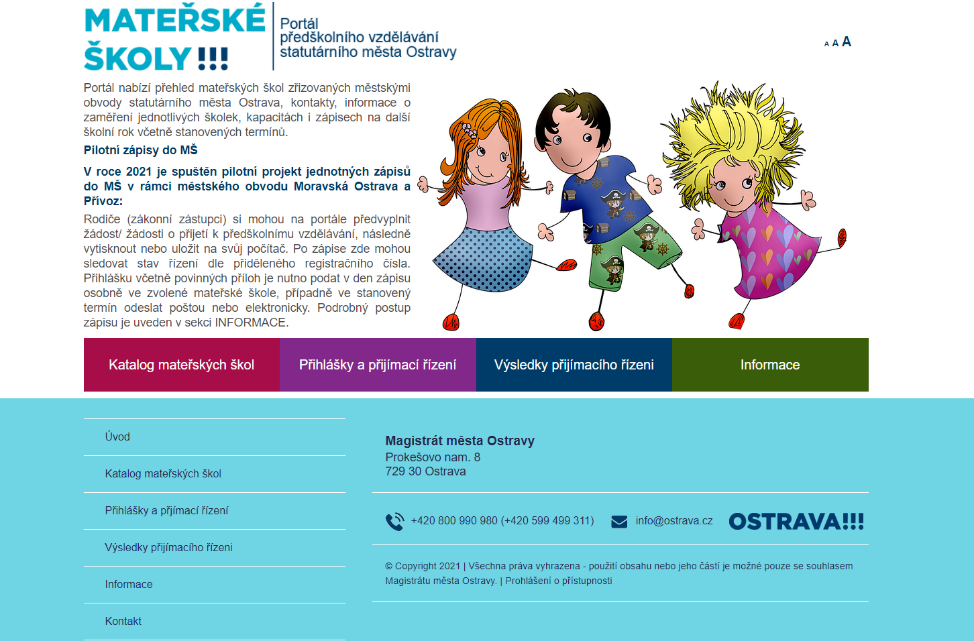 MATEŘSKÉ
ŠKOLY !!!
Portál
předškolního vzdělávání
statutárního města Ostravy
A A A
Portál nabízí přehled mateřských škol zřizovaných městskými
obvody statutárního města Ostrava, kontakty, informace o
zaměření jednotlivých školek, kapacitách i zápisech na další
školní rok včetně stanovených termínů.
Pilotní zápisy do MŠ
V roce 2021 je spuštěn pilotní projekt jednotných zápisů
do MŠ v rámci městského obvodu Moravská Ostrava a
Přívoz:
Rodiče (zákonní zástupci) si mohou na portále předvyplnit
žádost/ žádosti o přijetí k předškolnímu vzdělávání, následně
vytisknout nebo uložit na svůj počítač. Po zápise zde mohou
sledovat stav řízení dle přiděleného registračního čísla.
Přihlášku včetně povinných příloh je nutno podat v den zápisu
osobně ve zvolené mateřské škole, případně ve stanovený
termín odeslat poštou nebo elektronicky. Podrobný postup
zápisu je uveden v sekci INFORMACE.
Katalog mateřských škol
Přihlášky a přijímací řízení
Výsledky přijímacího řízeni
Informace
Úvod
Katalog mateřských škol
Přihlášky a přjímací řízení
Výsledky přijímacího řízeni
Informace
Kontakt
Magistrát města Ostravy
Prokešovo nam. 8
729 30 Ostrava
+420 800 990 980 (+420 599 499 311)
info@ostrava.cz
OSTRAVA!!!
© Copyright 2021 | Všechna práva vyhrazena - použití obsahu nebo jeho částí je možné pouze se souhlasem
Magistrátu města Ostravy. | Prohlášení o přístupnosti